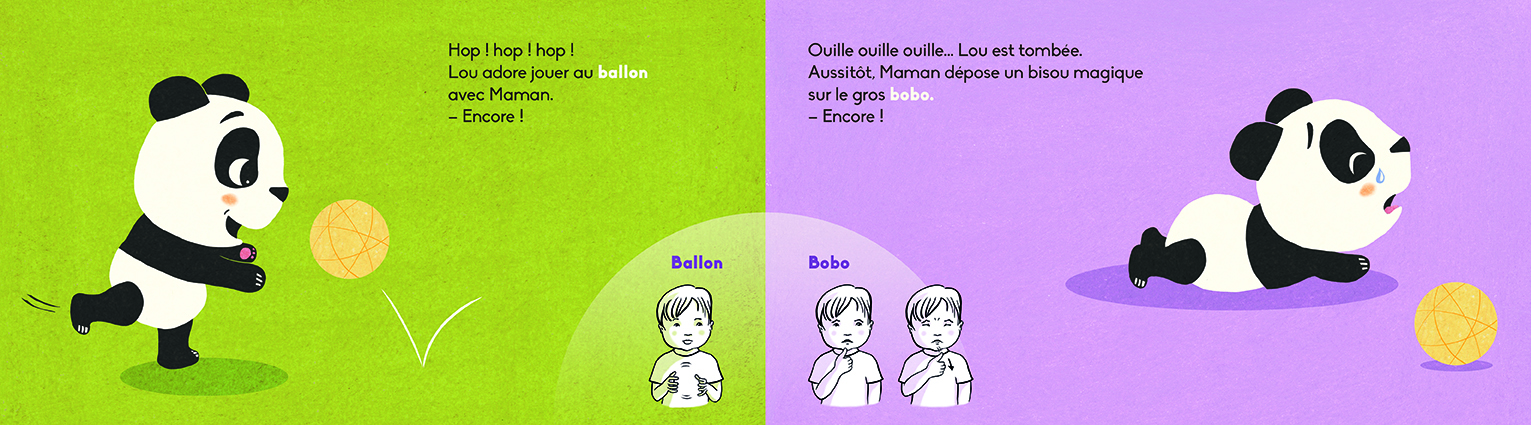 Hop ! hop ! hop !
Lou adore jouer au ballon
avec Maman.
– Encore !
Ballon
Ouille ouille ouille... Lou est tombée.
Aussitôt, Maman dépose un bisou magique
sur le gros bobo.
– Encore !
Bobo